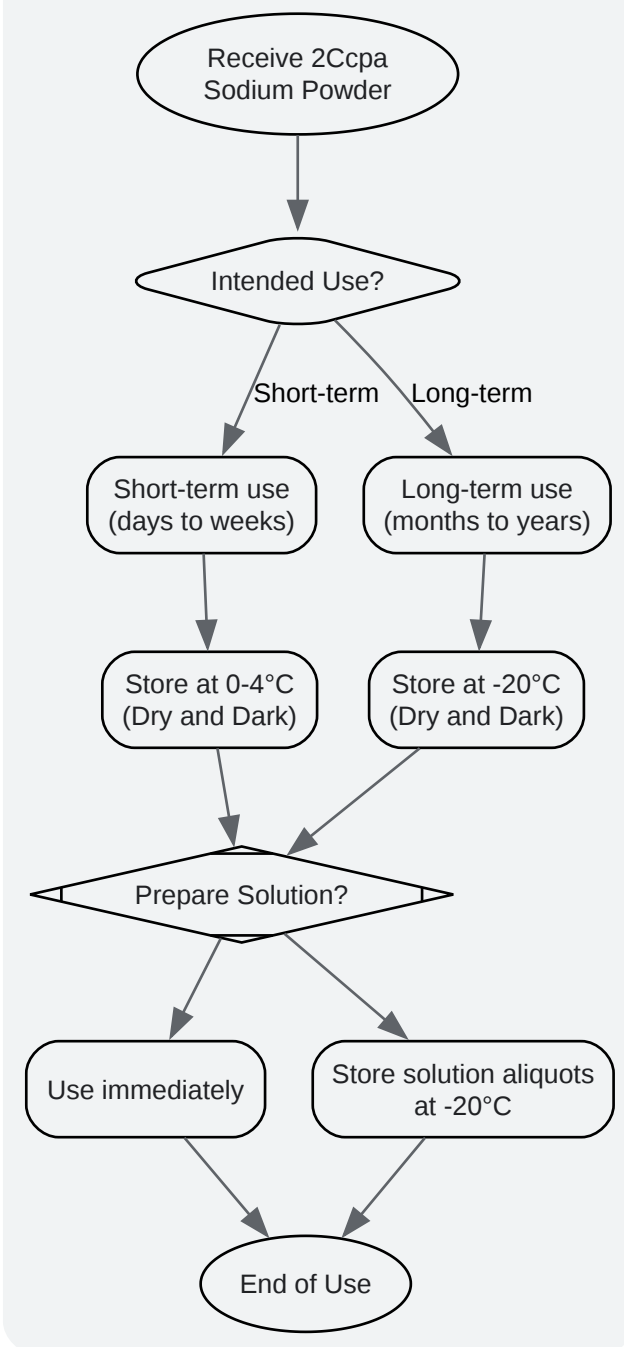 Receive 2Ccpa
Sodium Powder
Intended Use?
Short-term
Long-term
Short-term use
(days to weeks)
Long-term use
(months to years)
Store at 0-4°C
(Dry and Dark)
Store at -20°C
(Dry and Dark)
Prepare Solution?
Use immediately
Store solution aliquots
at -20°C
End of Use